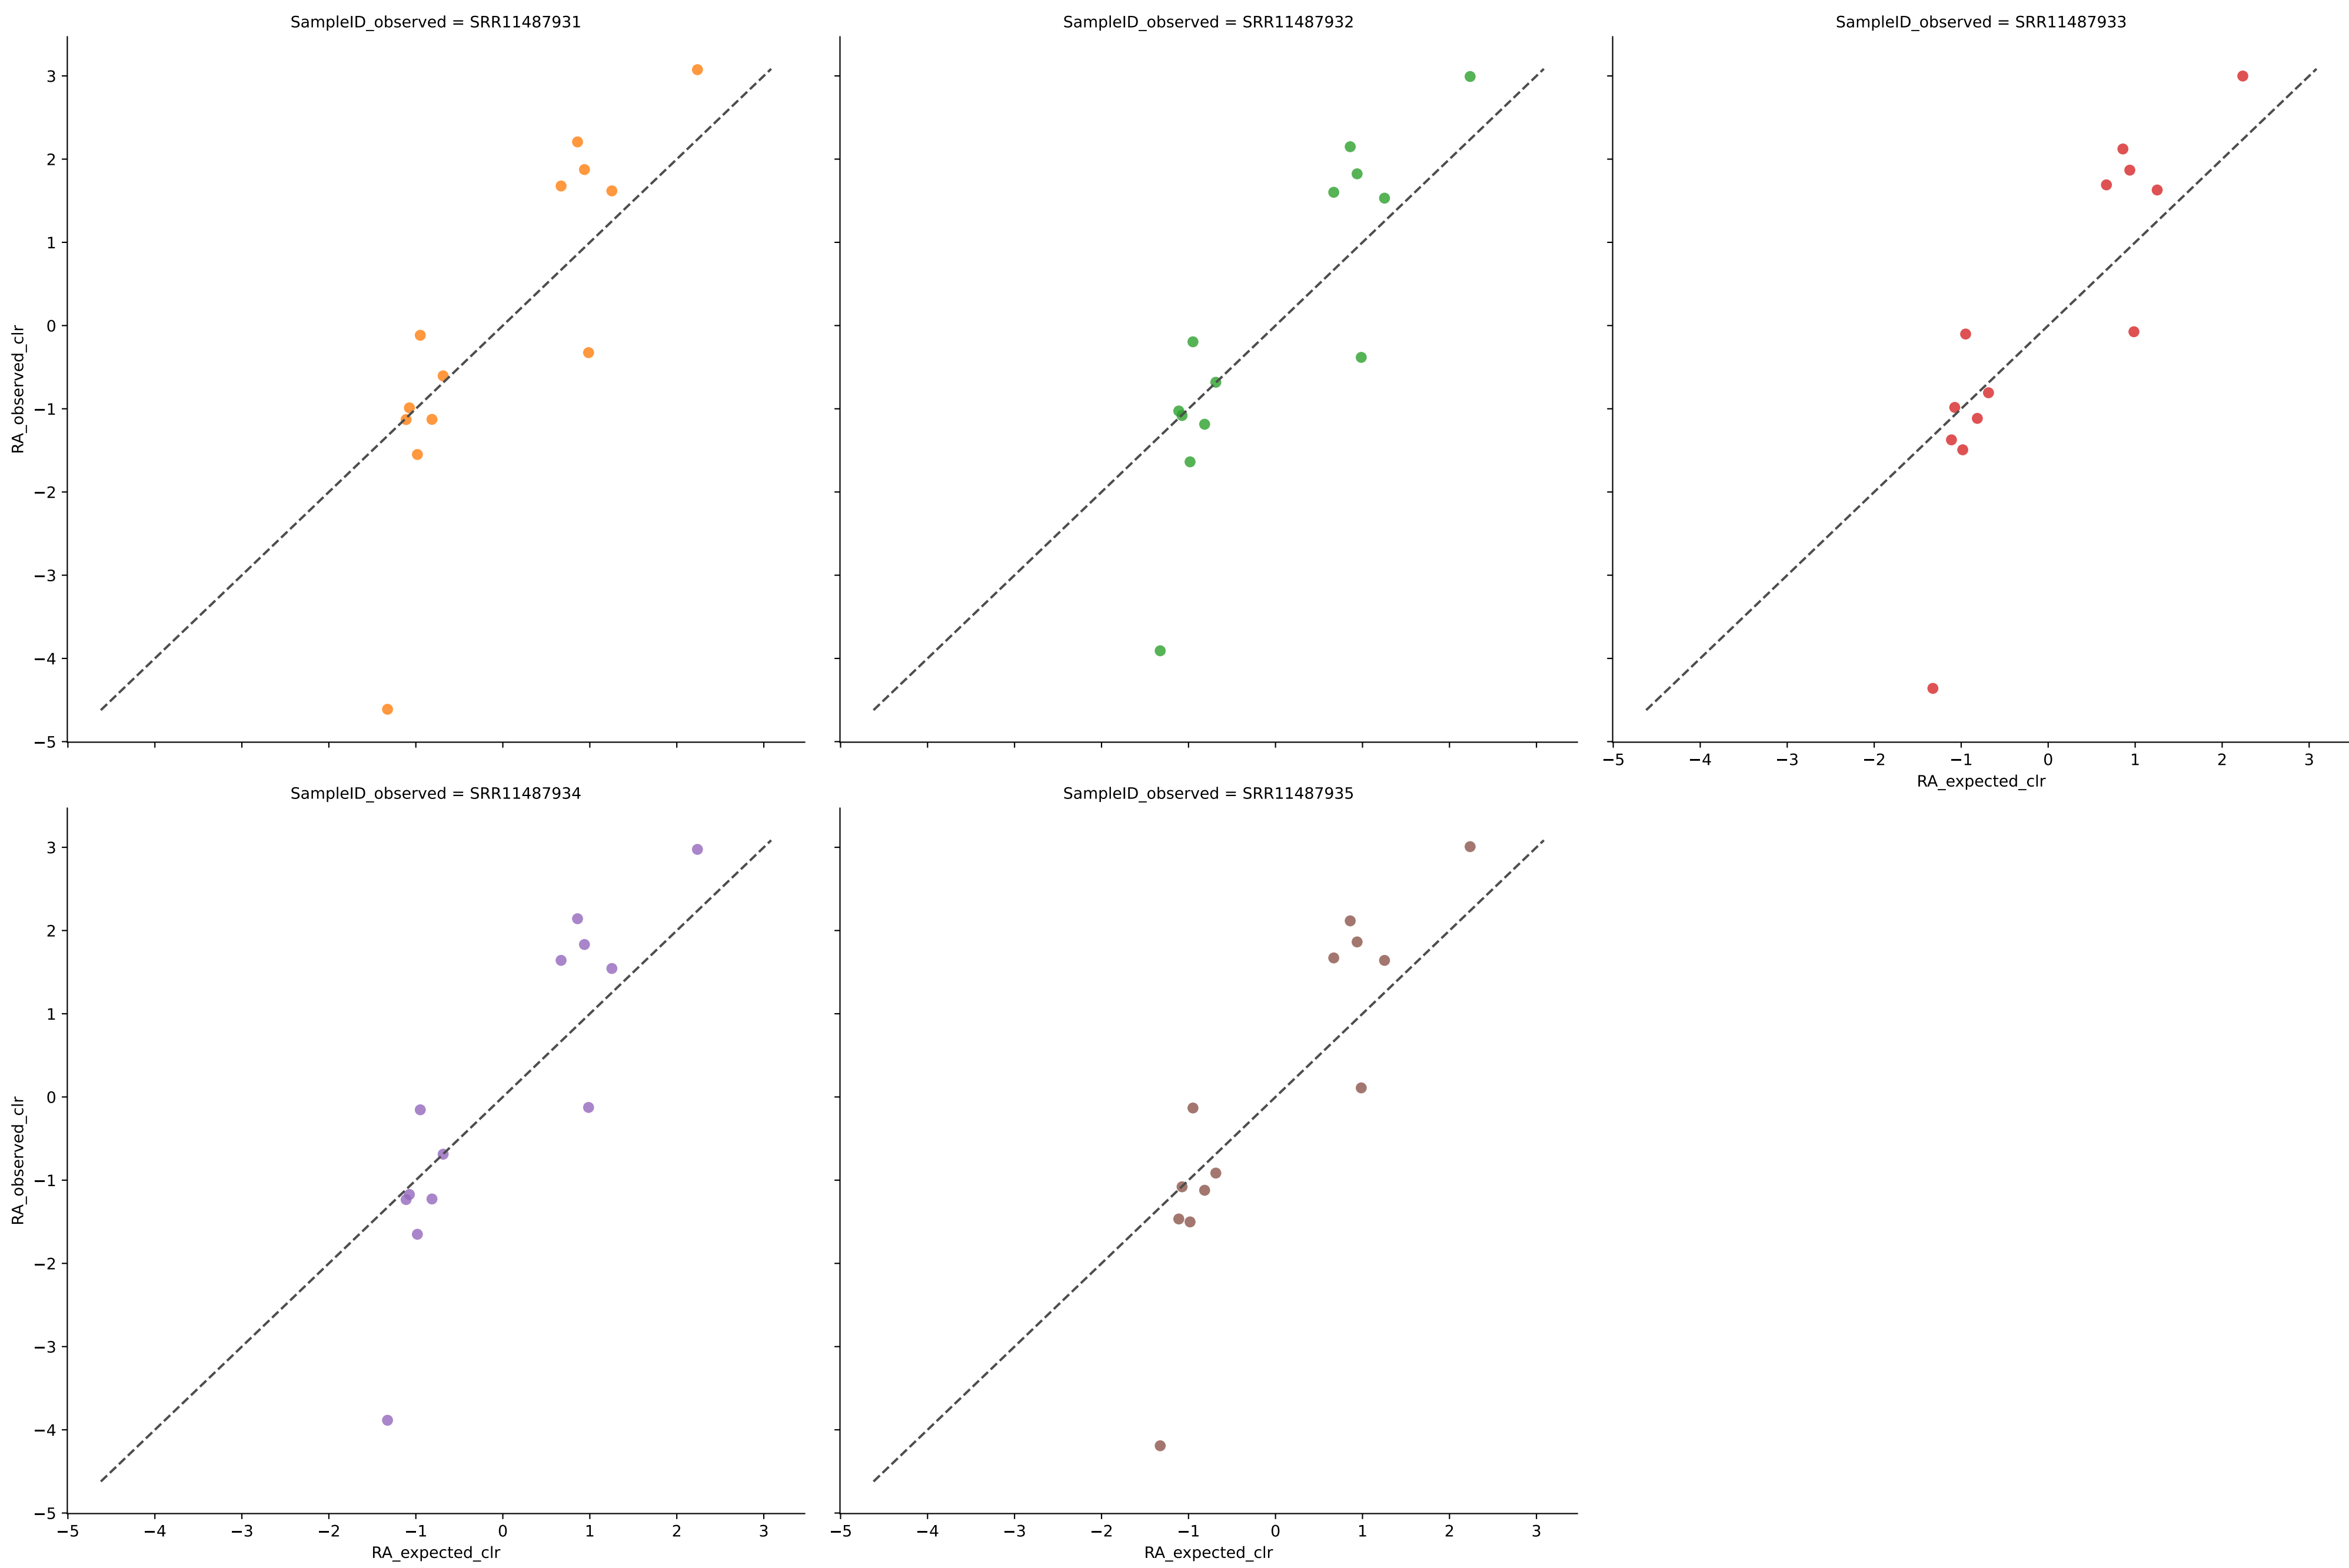 SampleID_observed = SRR11487931
SampleID_observed = SRR11487932
SampleID_observed = SRR11487933
3
2
1
0
−1
−2
−3
−4
−5
RA_observed_clr
−5 −4 −3 −2 −1 0 1 2 3
RA_expected_clr
SampleID_observed = SRR11487934
SampleID_observed = SRR11487935
3
2
1
0
−1
−2
−3
−4
−5
RA_observed_clr
−5 −4 −3 −2 −1 0 1 2 3
−5 −4 −3 −2 −1 0 1 2 3
RA_expected_clr
RA_expected_clr